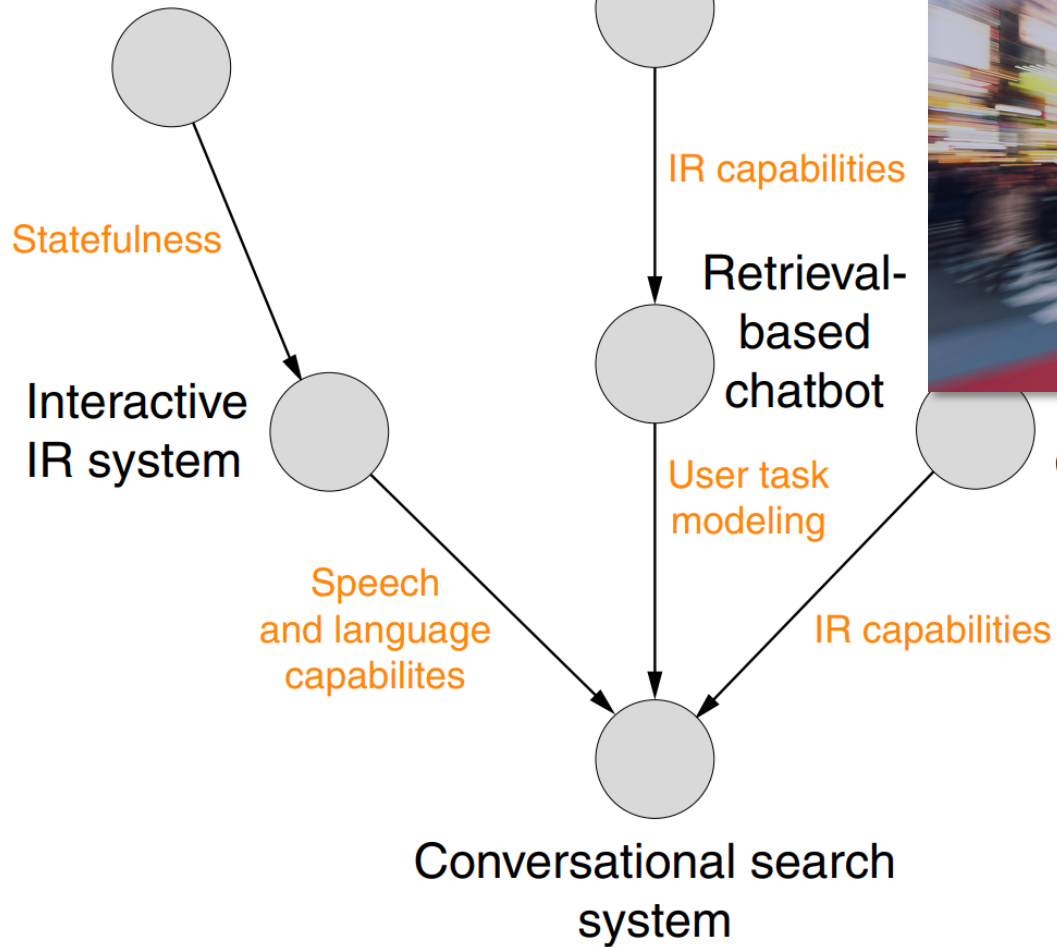 IR capabilities
Statefulness
Retrieval-
based
chatbot
Interactive
IR system
User task
modeling
Speech
and language
capabilites
IR capabilities
Conversational search
system